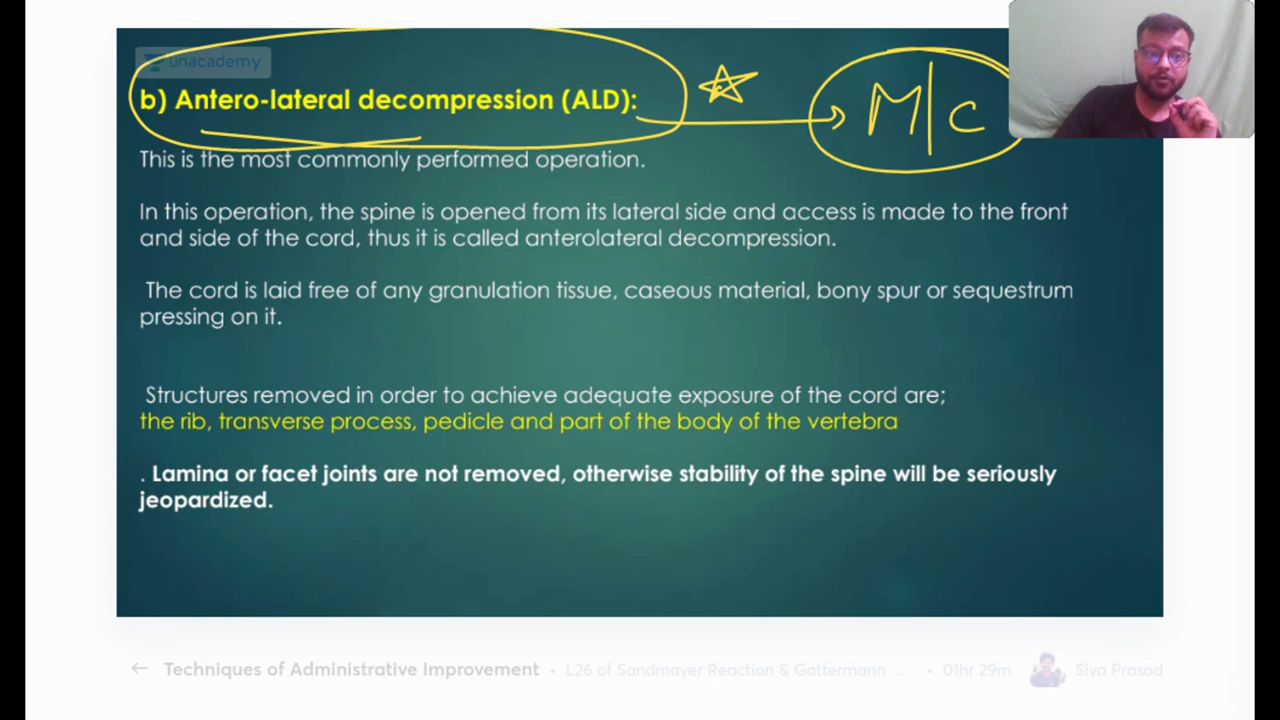 unacademy
b) Antero-lateral decompression (ALD):
M/c
This is the most commonly performed operation.
In this operation, the spine is opened from its lateral side and access is made to the front
and side of the cord, thus it is called anterolateral decompression.
The cord is laid free of any granulation tissue, caseous material, bony spur or sequestrum
pressing on it.
Structures removed in order to achieve adequate exposure of the cord are;
the rib, transverse process, pedicle and part of the body of the vertebra
. Lamina or facet joints are not removed, otherwise stability of the spine will be seriously
jeopardized.
← Techniques of Administrative Improvement • L26 of Sandmayer Reaction & Gattermann ... • 01hr 29m Siva Prasad